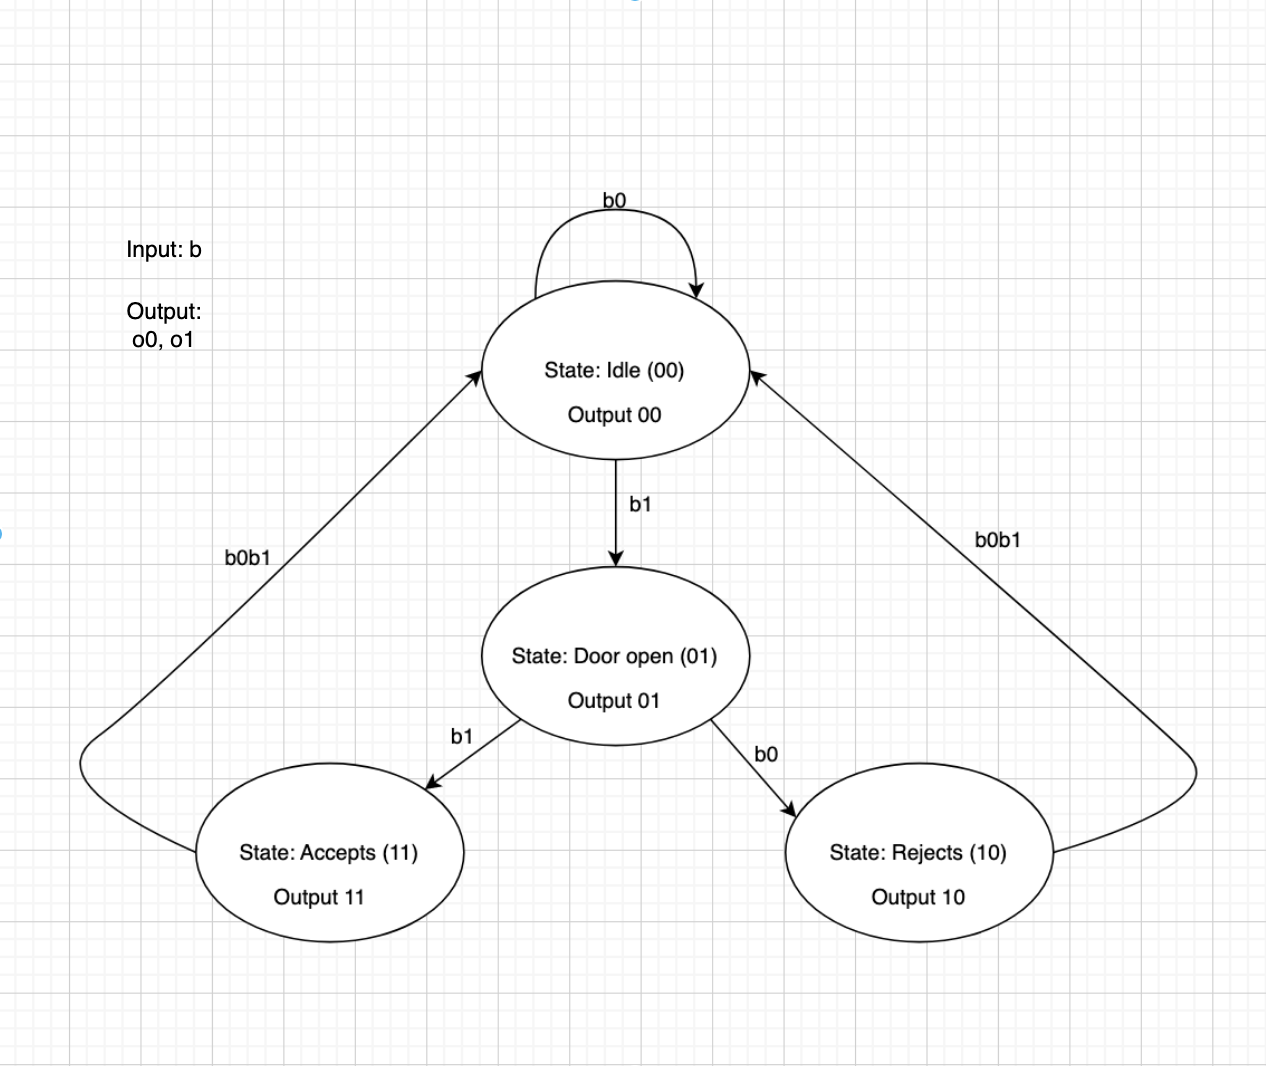 b0
Input: b
Output:
o0, o1
State: Idle (00)
Output 00
b1
b0b1
b0b1
State: Door open (01)
Output 01
b1
b0
State: Accepts (11)
Output 11
State: Rejects (10)
Output 10